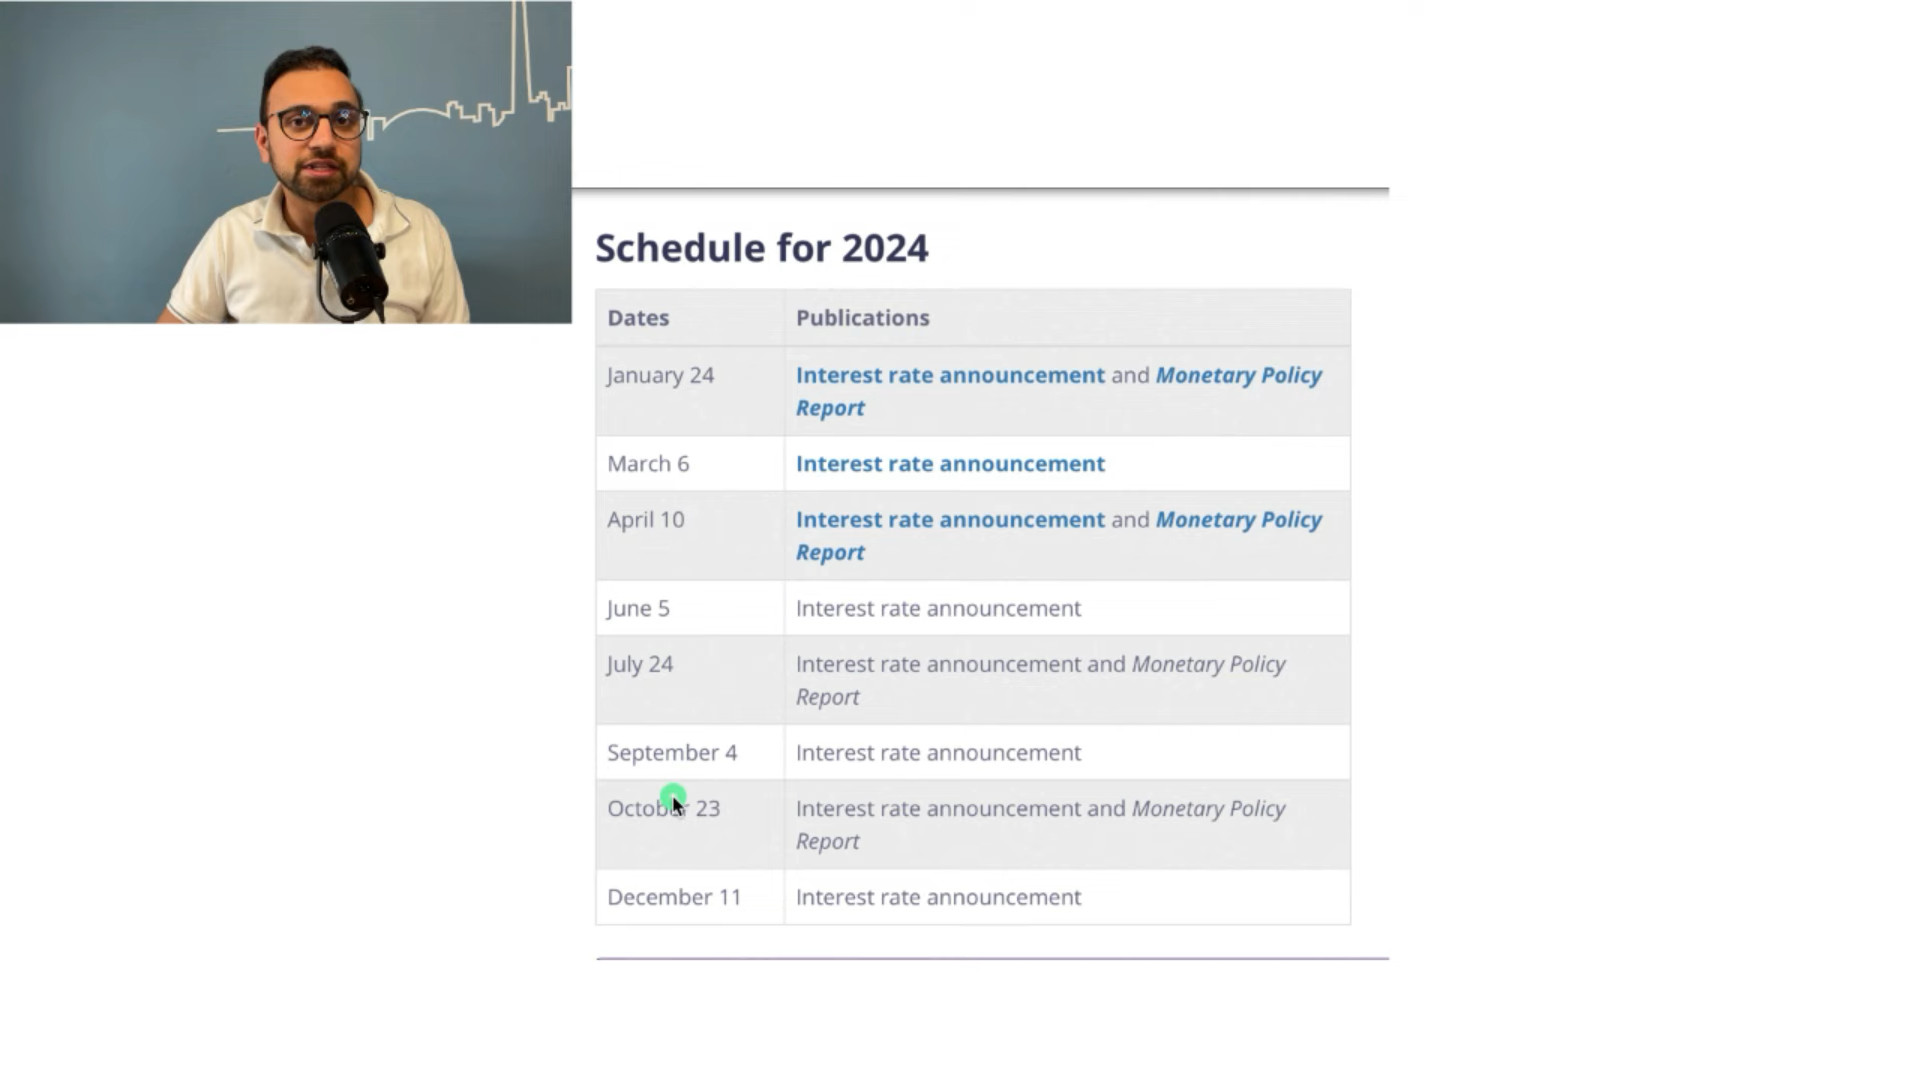 Schedule for 2024
Dates Publications
January 24 Interest rate announcement and Monetary Policy
Report
March 6 Interest rate announcement
April 10 Interest rate announcement and Monetary Policy
Report
June 5 Interest rate announcement
July 24 Interest rate announcement and Monetary Policy
Report
September 4 Interest rate announcement
October 23 Interest rate announcement and Monetary Policy
Report
December 11 Interest rate announcement